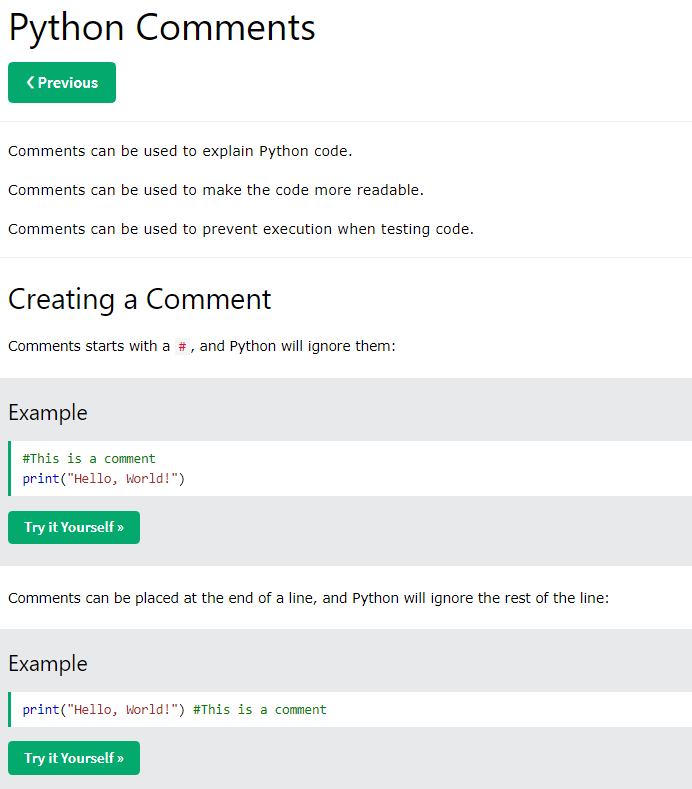 Python Comments
❮ Previous
Comments can be used to explain Python code.
Comments can be used to make the code more readable.
Comments can be used to prevent execution when testing code.
Creating a Comment
Comments starts with a #, and Python will ignore them:
Example
#This is a comment
print("Hello, World!")
Try it Yourself »
Comments can be placed at the end of a line, and Python will ignore the rest of the line:
Example
print("Hello, World!") #This is a comment
Try it Yourself »